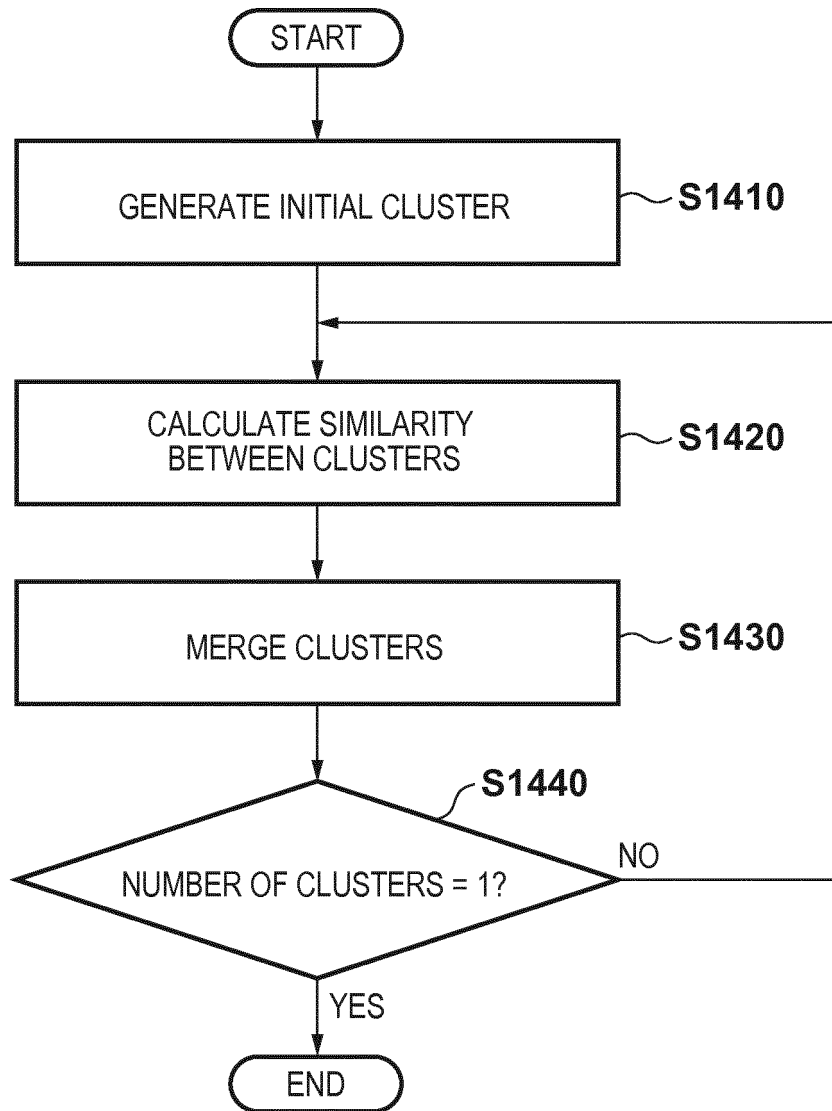 START
GENERATE INITIAL CLUSTER
S1410
CALCULATE SIMILARITY
BETWEEN CLUSTERS
S1420
MERGE CLUSTERS
S1430
S1440
NUMBER OF CLUSTERS = 1?
NO
YES
END